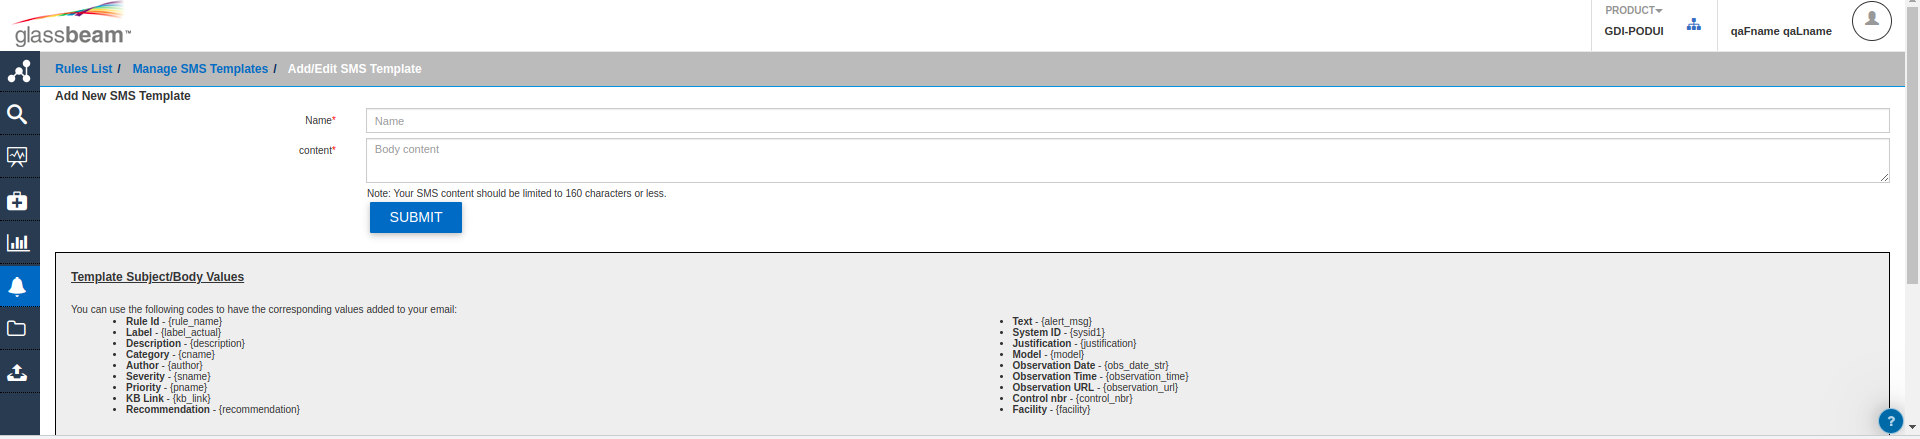 glassbeam™
PRODUCT
GDI-PODUI
qaFname qaLname
Rules List / Manage SMS Templates / Add/Edit SMS Template
Add New SMS Template
Name*
Name
content*
Body content
Note: Your SMS content should be limited to 160 characters or less.
SUBMIT
Template Subject/Body Values
You can use the following codes to have the corresponding values added to your email:
• Rule Id - {rule_name}
• Label - {label_actual}
• Description - {description}
• Category - {cname}
• Author - {author}
• Severity - {sname}
• Priority - {pname}
• KB Link - {kb_link}
• Recommendation - {recommendation}
• Text - {alert_msg}
• System ID - {sysid1}
• Justification - {justification}
• Model - {model}
• Observation Date - {obs_date_str}
• Observation Time - {observation_time}
• Observation URL - {observation_url}
• Control nbr - {control_nbr}
• Facility - {facility}
?